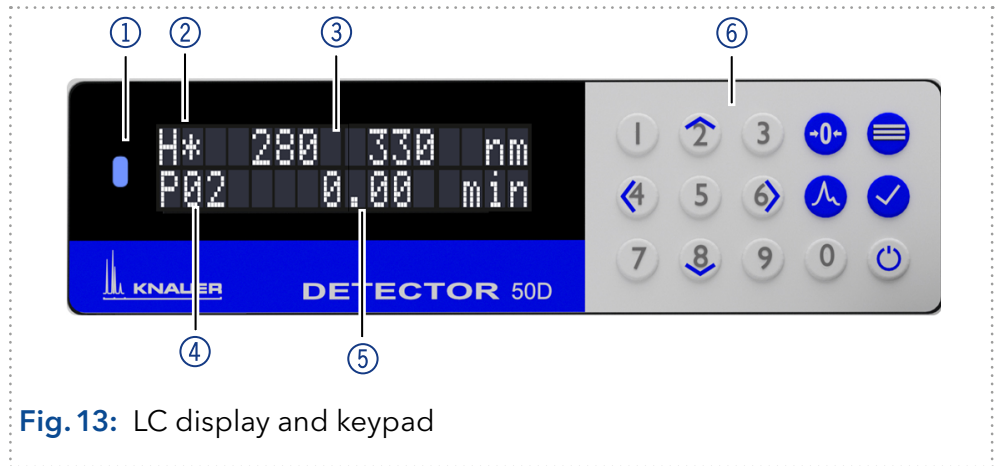 ① ② ③ ⑥
H* 280 330 nm
P02 0.00 min
1 2 3 →0←
4 5 6
7 8 9 0
KNAUER DETECTOR 50D
④ ⑤
Fig. 13: LC display and keypad